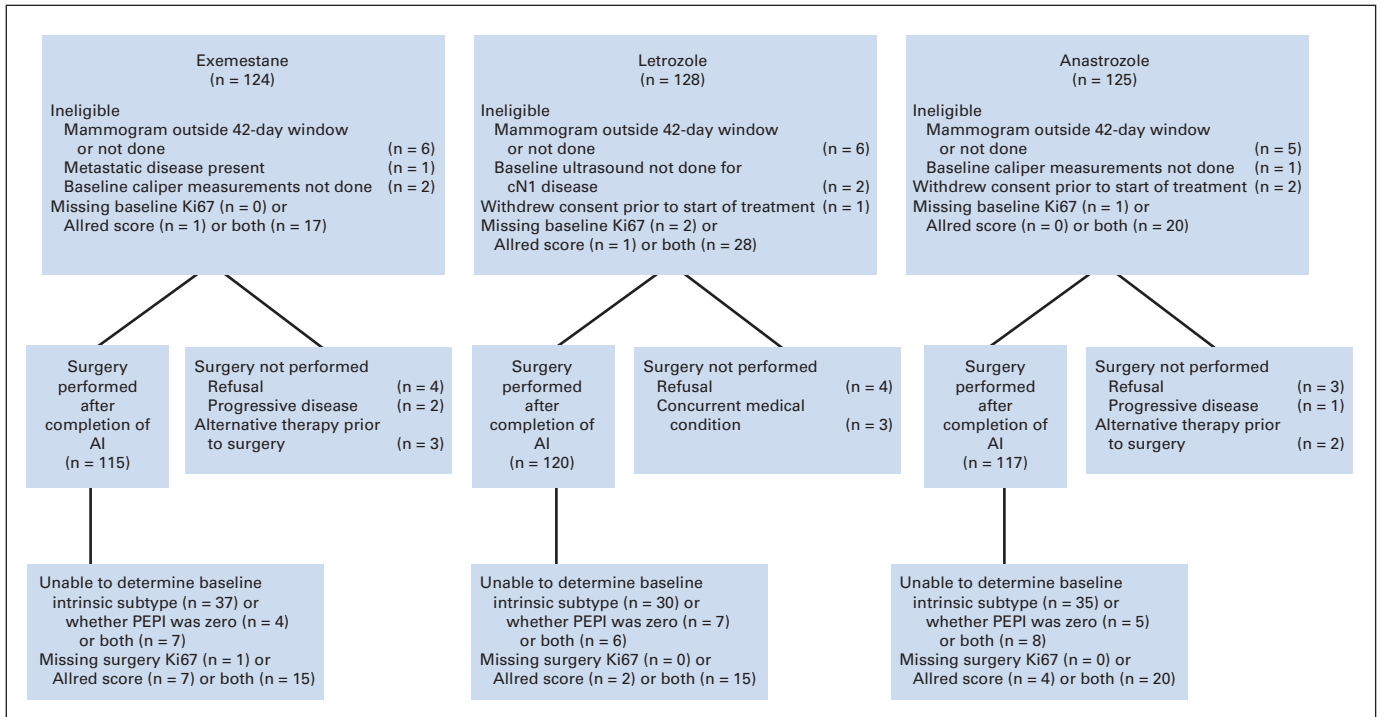 Exemestane
(n = 124)
Ineligible
Mammogram outside 42-day window
or not done (n = 6)
Metastatic disease present (n = 1)
Baseline caliper measurements not done (n = 2)
Missing baseline Ki67 (n = 0) or
Allred score (n = 1) or both (n = 17)
Letrozole
(n = 128)
Ineligible
Mammogram outside 42-day window
or not done (n = 6)
Baseline ultrasound not done for
cN1 disease (n = 2)
Withdrew consent prior to start of treatment (n = 1)
Missing baseline Ki67 (n = 2) or
Allred score (n = 1) or both (n = 28)
Anastrozole
(n = 125)
Ineligible
Mammogram outside 42-day window
or not done (n = 5)
Baseline caliper measurements not done (n = 1)
Withdrew consent prior to start of treatment (n = 2)
Missing baseline Ki67 (n = 1) or
Allred score (n = 0) or both (n = 20)
Surgery
performed
after
completion of
AI
(n = 115)
Surgery not performed
Refusal (n = 4)
Progressive disease (n = 2)
Alternative therapy prior
to surgery (n = 3)
Surgery
performed
after
completion of
AI
(n = 120)
Surgery not performed
Refusal (n = 4)
Concurrent medical
condition (n = 3)
Surgery
performed
after
completion of
AI
(n = 117)
Surgery not performed
Refusal (n = 3)
Progressive disease (n = 1)
Alternative therapy prior
to surgery (n = 2)
Unable to determine baseline
intrinsic subtype (n = 37) or
whether PEPI was zero (n = 4)
or both (n = 7)
Missing surgery Ki67 (n = 1) or
Allred score (n = 7) or both (n = 15)
Unable to determine baseline
intrinsic subtype (n = 30) or
whether PEPI was zero (n = 7)
or both (n = 6)
Missing surgery Ki67 (n = 0) or
Allred score (n = 2) or both (n = 15)
Unable to determine baseline
intrinsic subtype (n = 35) or
whether PEPI was zero (n = 5)
or both (n = 8)
Missing surgery Ki67 (n = 0) or
Allred score (n = 4) or both (n = 20)